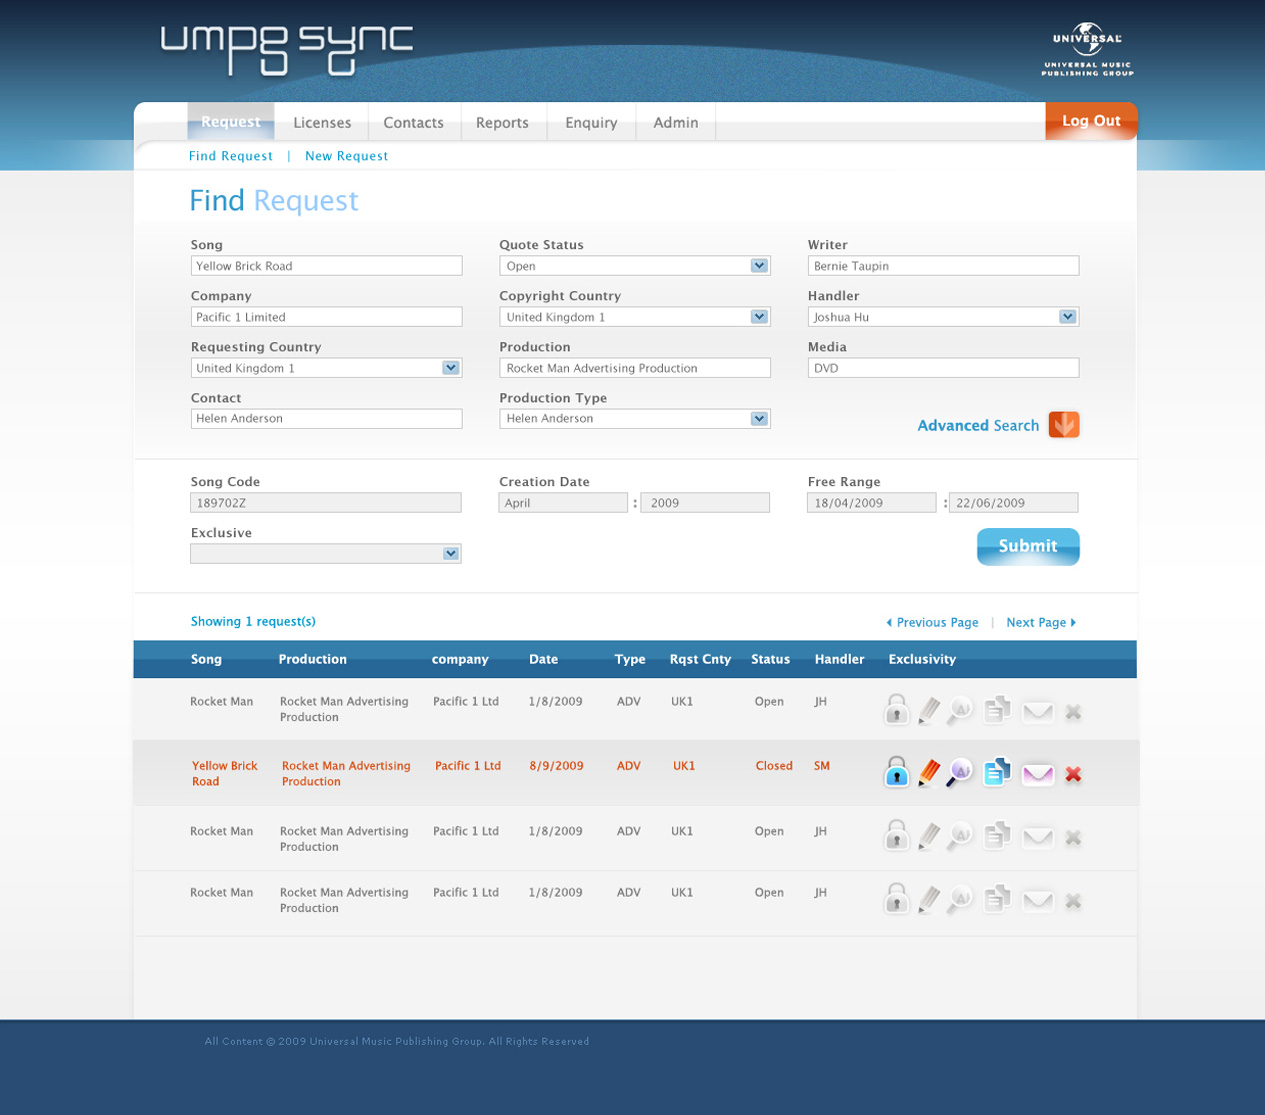 umpg sync
UNIVERSAL
UNIVERSAL MUSIC
PUBLISHING GROUP
Request Licenses Contacts Reports Enquiry Admin Log Out
Find Request | New Request
Find Request
Song Quote Status Writer
Yellow Brick Road Open Bernie Taupin
Company Copyright Country Handler
Pacific 1 Limited United Kingdom 1 Joshua Hu
Requesting Country Production Media
United Kingdom 1 Rocket Man Advertising Production DVD
Contact Production Type
Helen Anderson Helen Anderson
Advanced Search
Song Code Creation Date Free Range
189702Z April : 2009 18/04/2009 : 22/06/2009
Exclusive
Submit
Showing 1 request(s) Previous Page | Next Page
Song Production company Date Type Rqst Cnty Status Handler Exclusivity
Rocket Man Rocket Man Advertising Pacific 1 Ltd 1/8/2009 ADV UK1 Open JH
Production
Yellow Brick Rocket Man Advertising Pacific 1 Ltd 8/9/2009 ADV UK1 Closed SM
Road Production
Rocket Man Rocket Man Advertising Pacific 1 Ltd 1/8/2009 ADV UK1 Open JH
Production
Rocket Man Rocket Man Advertising Pacific 1 Ltd 1/8/2009 ADV UK1 Open JH
Production
All Content @ 2009 Universal Music Publishing Group. All Rights Reserved